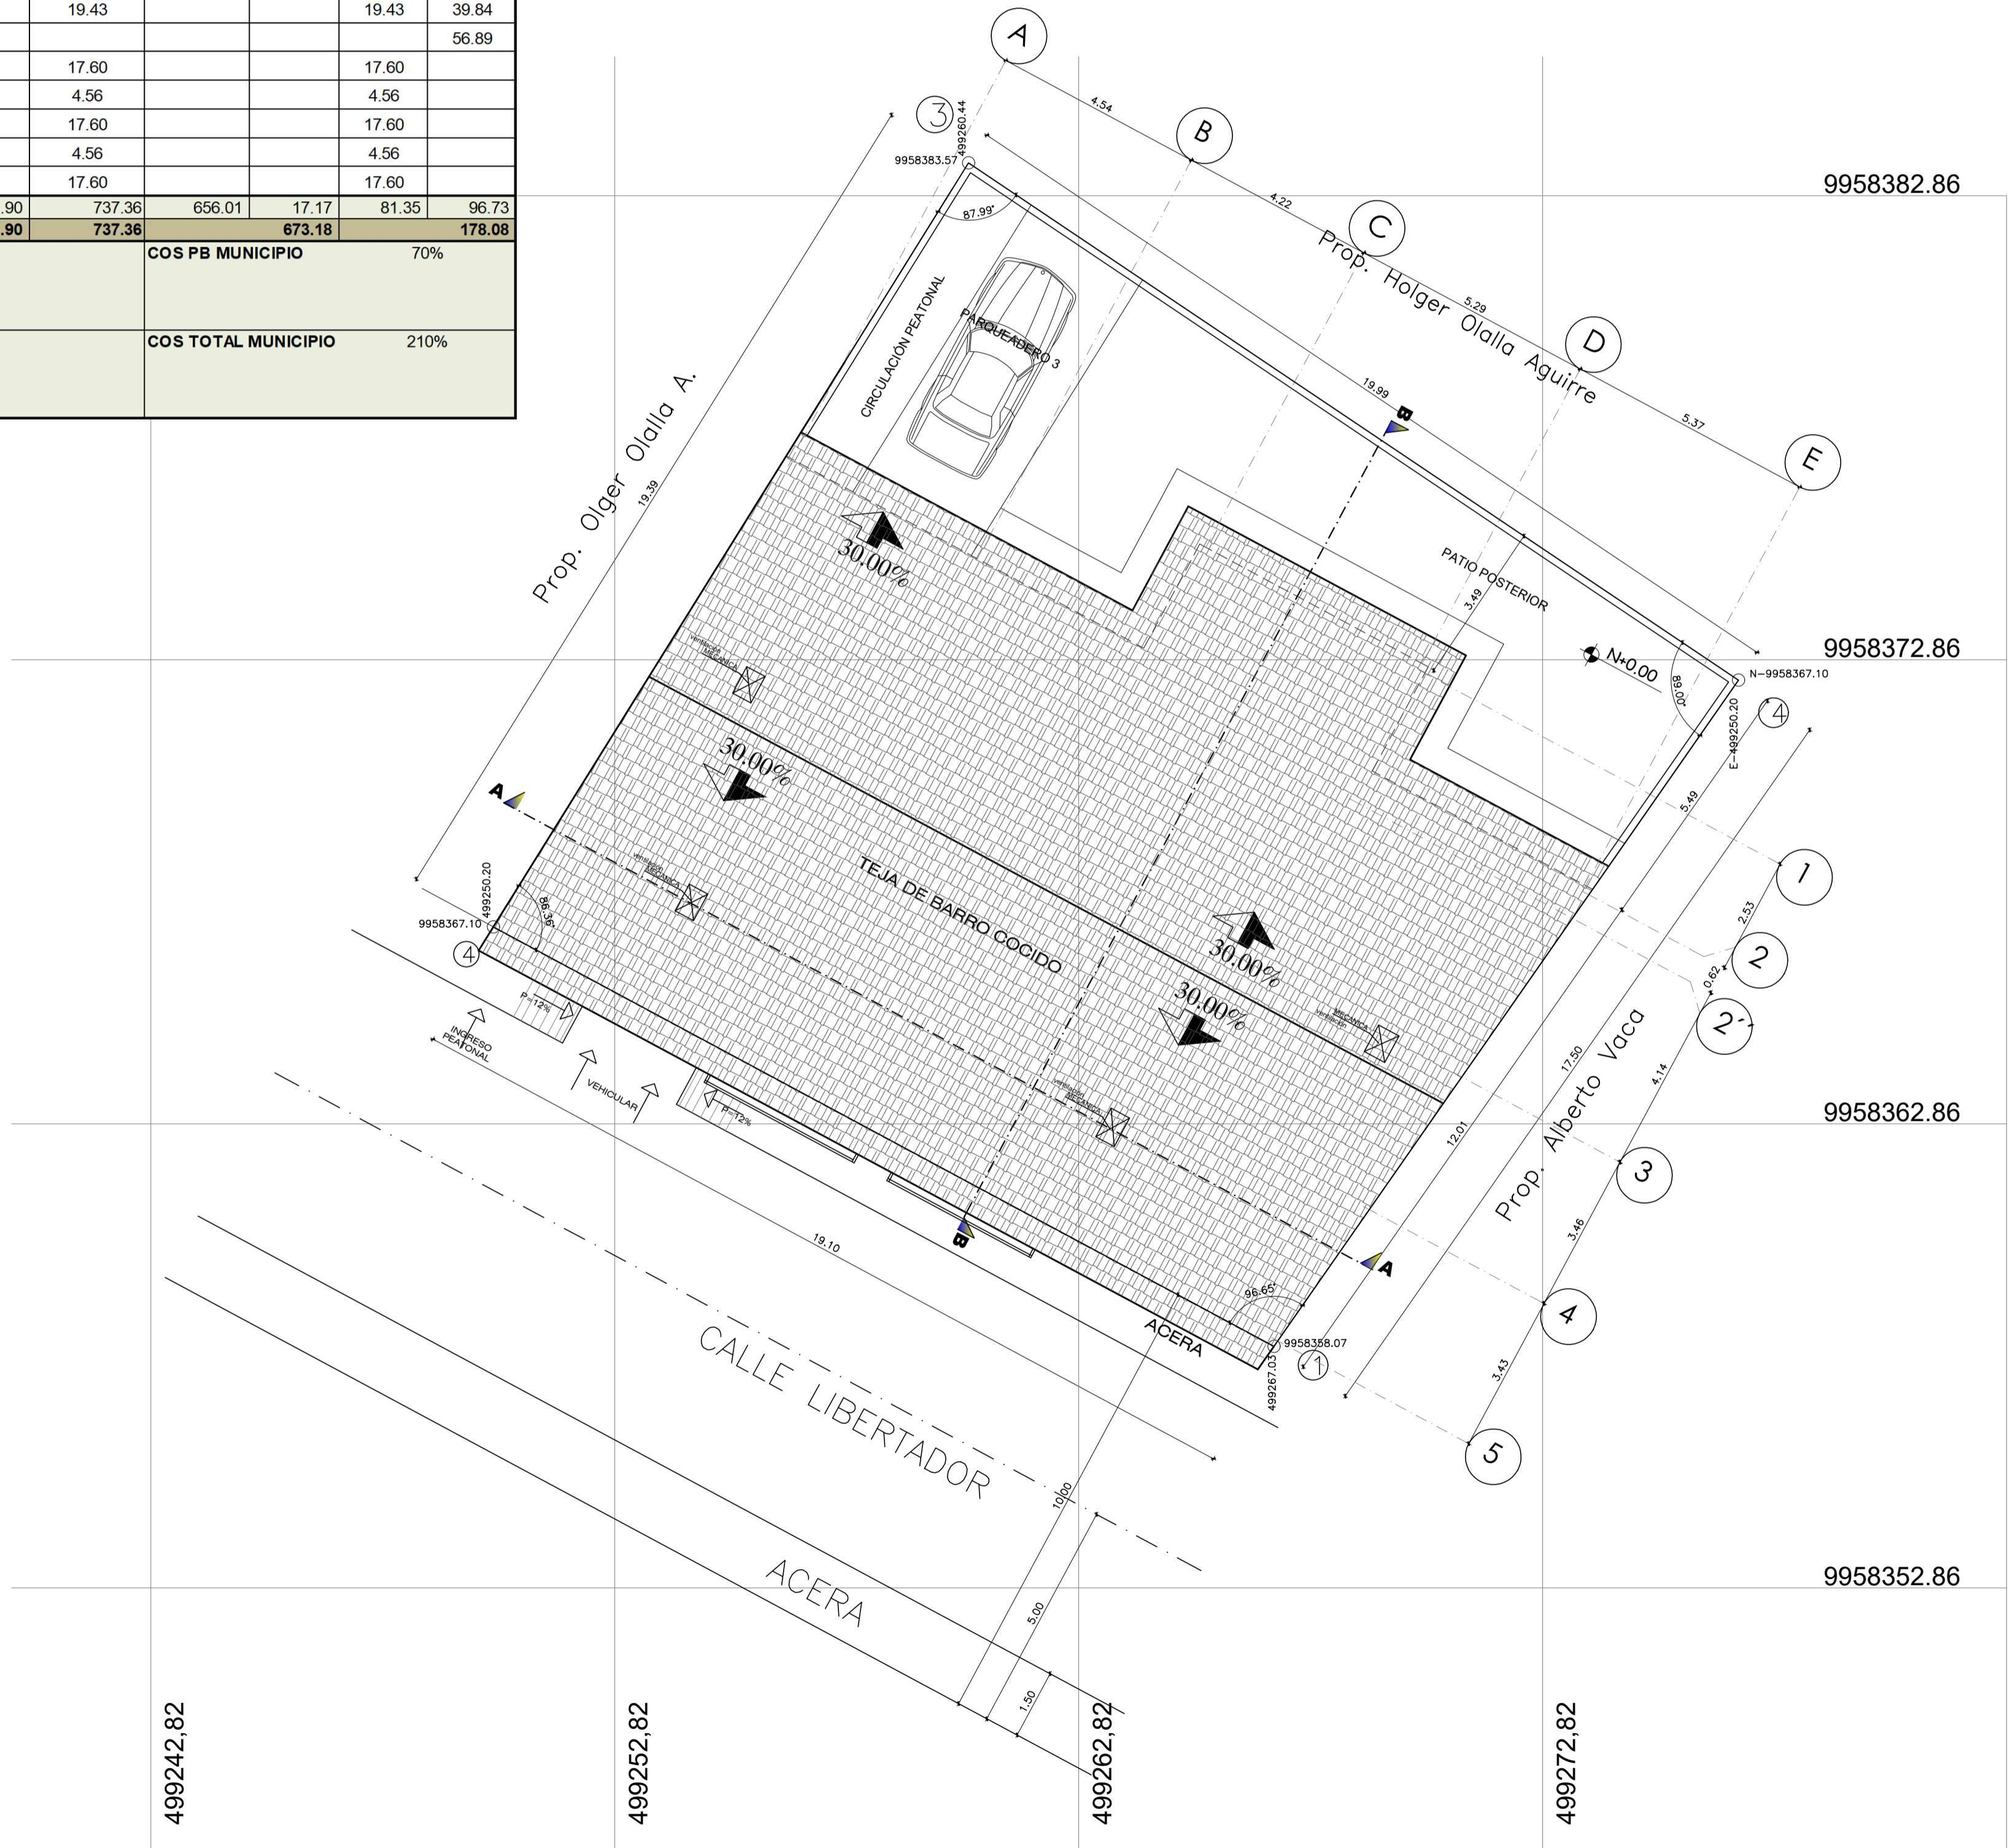 19.43 19.43 39.84
56.89
17.60 17.60
4.56 4.56
17.60 17.60
4.56 4.56
17.60 17.60
.90 737.36 656.01 17.17 81.35 96.73
.90 737.36 673.18 178.08
COS PB MUNICIPIO 70%
COS TOTAL MUNICIPIO 210%
A
4.54
B
4.22
C
5.29
D
5.37
E
3
499260.44
9958383.57
87.99°
9958382.86
Prop. Holger Olalla Aguirre
19.99
CIRCULACIÓN PEATONAL
PARQUEADERO 3
B
Prop. Olger Olalla A.
19.39
30.00%
PATIO POSTERIOR
3.49
N+0.00
9958372.86
N-9958367.10
89.00°
E-499250.20
4
ventilación
MECANICA
30.00%
A
5.49
1
2.53
2
0.62
2''
ventilación
MECANICA
TEJA DE BARRO COCIDO
499250.20
9958367.10
86.36°
4
30.00%
30.00%
MECANICA
ventilación
P=12%
INGRESO
PEATONAL
VEHICULAR
P=12%
ventilación
MECANICA
17.50
Prop. Alberto Vaca
4.14
9958362.86
12.01
3
3.46
19.10
B
A
96.65°
4
ACERA
9958358.07
499267.03
1
3.43
5
CALLE LIBERTADOR
10.00
9958352.86
ACERA
5.00
1.50
499242,82
499252,82
499262,82
499272,82